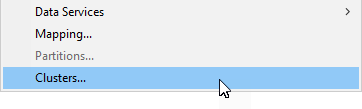 Data Services
Mapping...
Partitions...
Clusters...